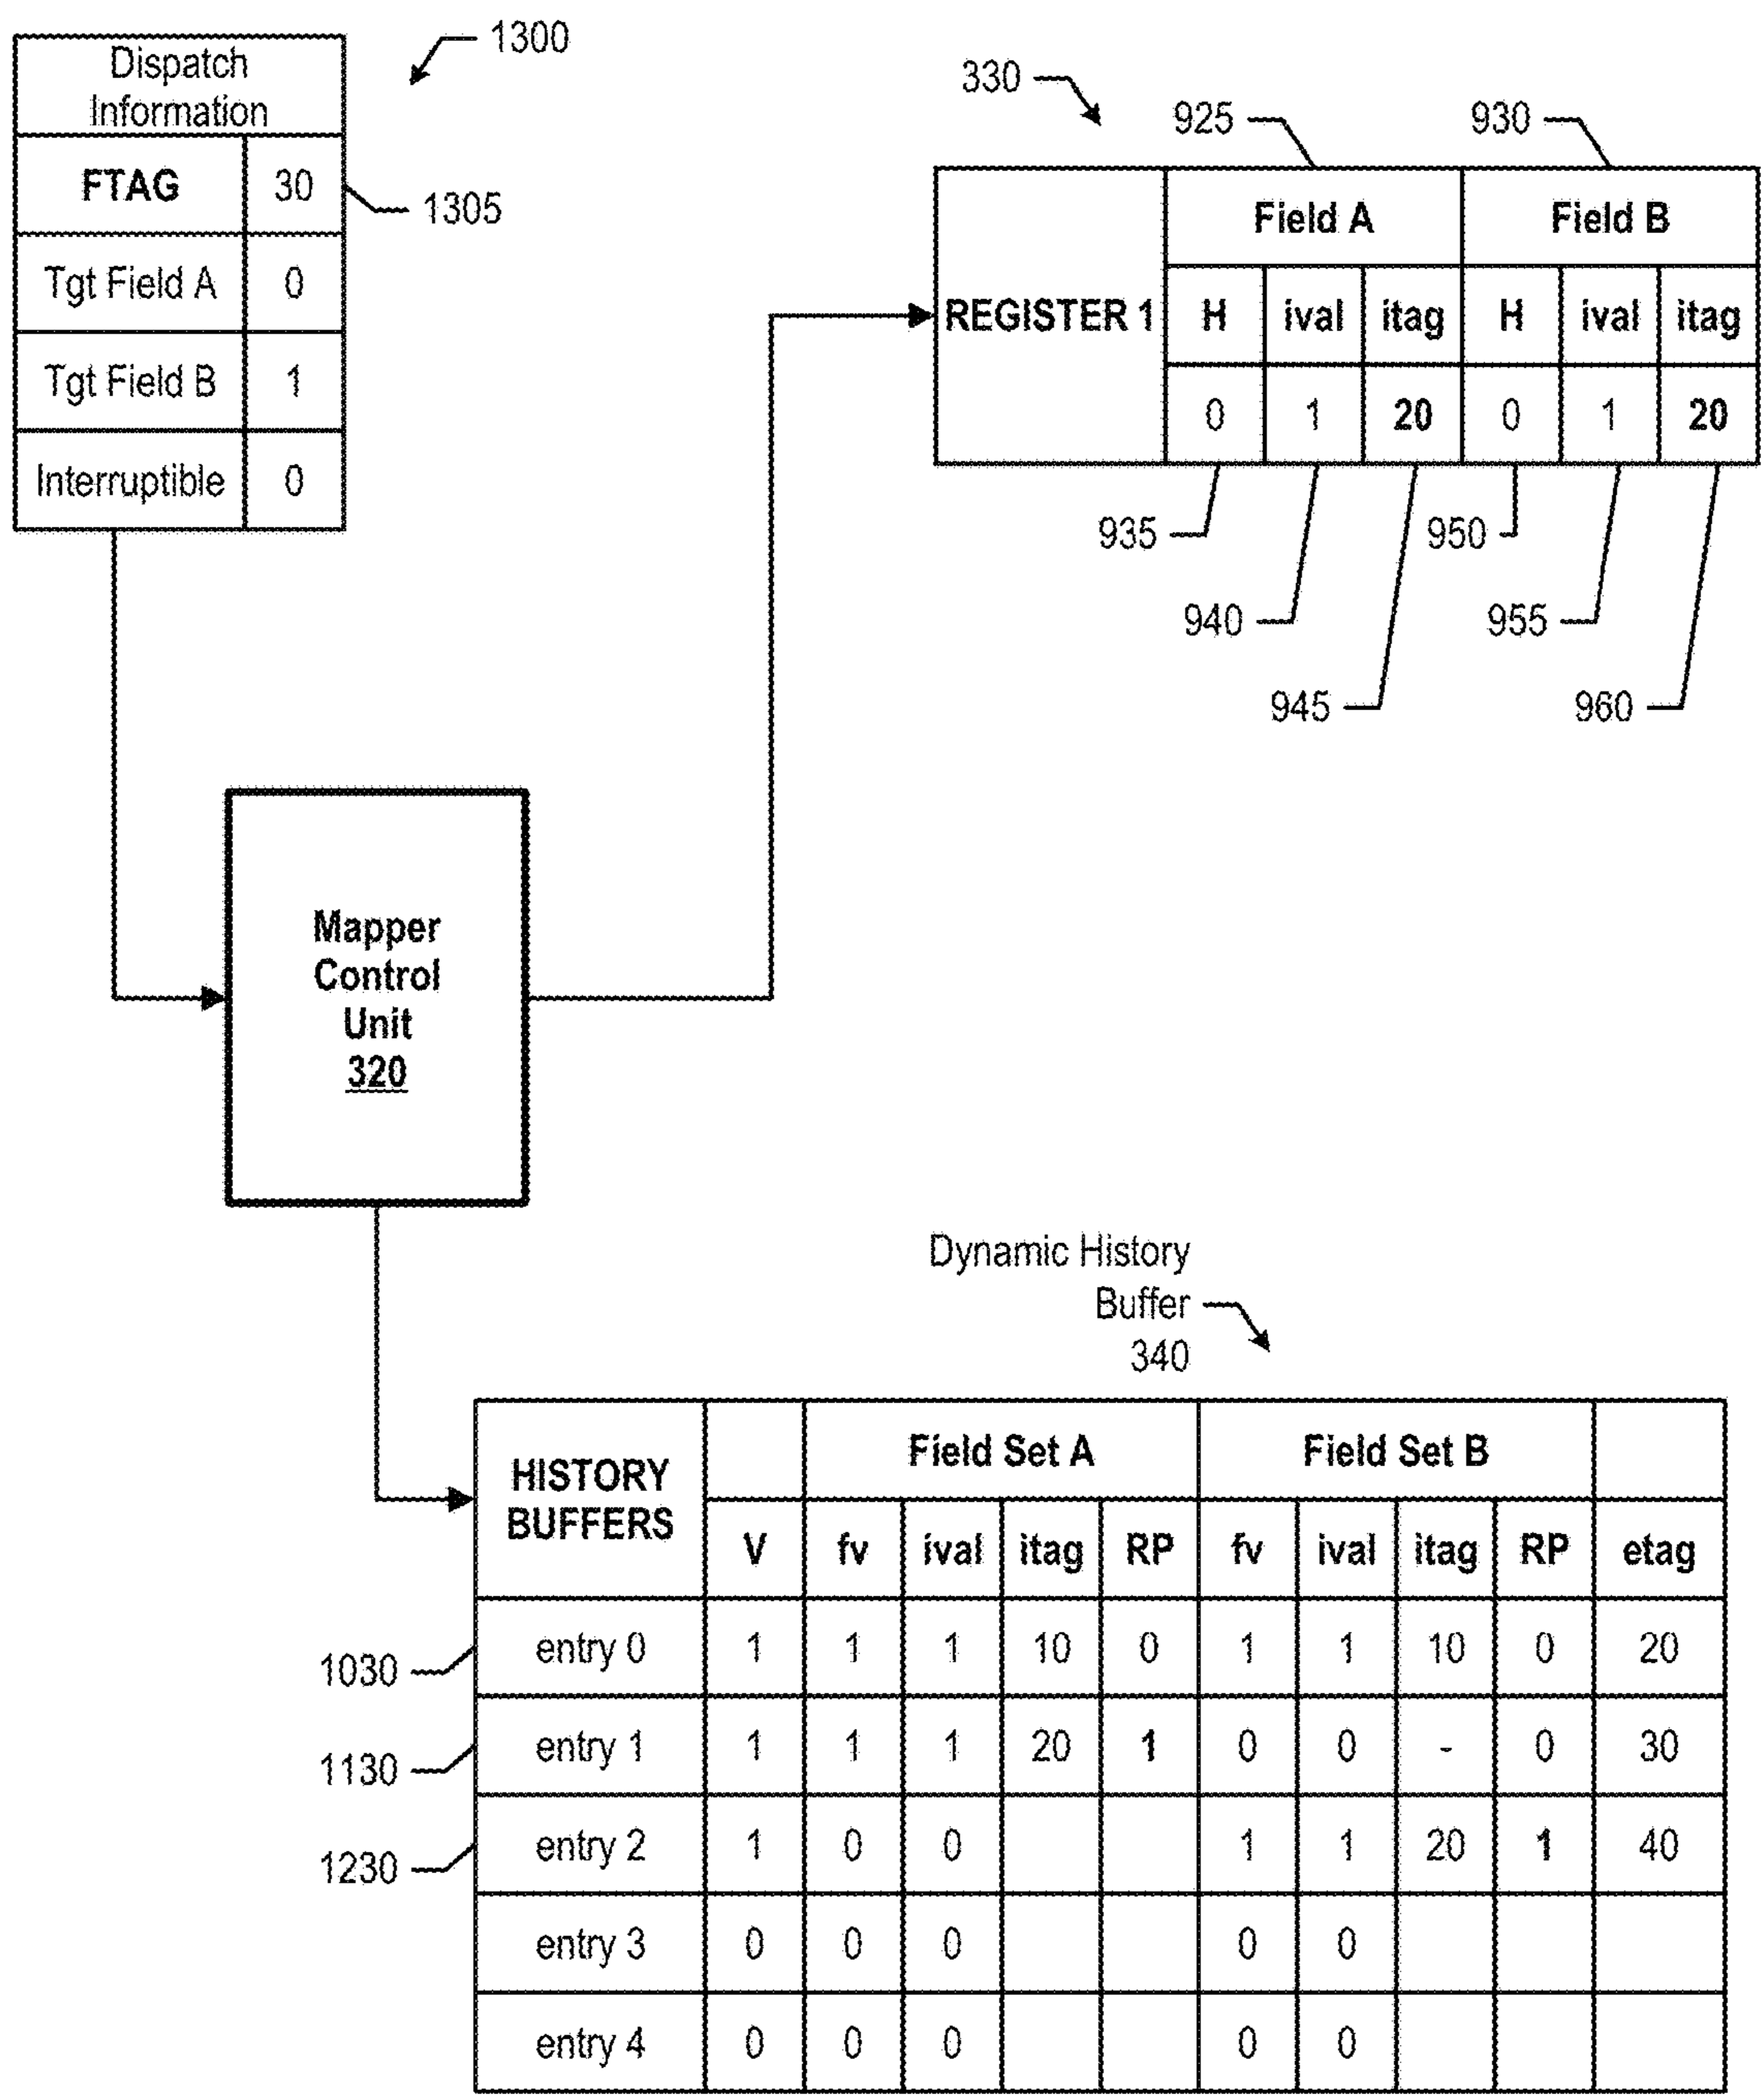 Dispatch
Information
FTAG 30
Tgt Field A 0
Tgt Field B 1
Interruptible 0
1300
1305
330
925
930
Field A Field B
REGISTER 1 H ival itag H ival itag
0 1 20 0 1 20
935
950
940
955
945
960
Mapper
Control
Unit
320
Dynamic History
Buffer
340
HISTORY
BUFFERS
Field Set A Field Set B
V fv ival itag RP fv ival itag RP etag
1030 entry 0 1 1 1 10 0 1 1 10 0 20
1130 entry 1 1 1 1 20 1 0 0 - 0 30
1230 entry 2 1 0 0 1 1 20 1 40
entry 3 0 0 0 0 0
entry 4 0 0 0 0 0